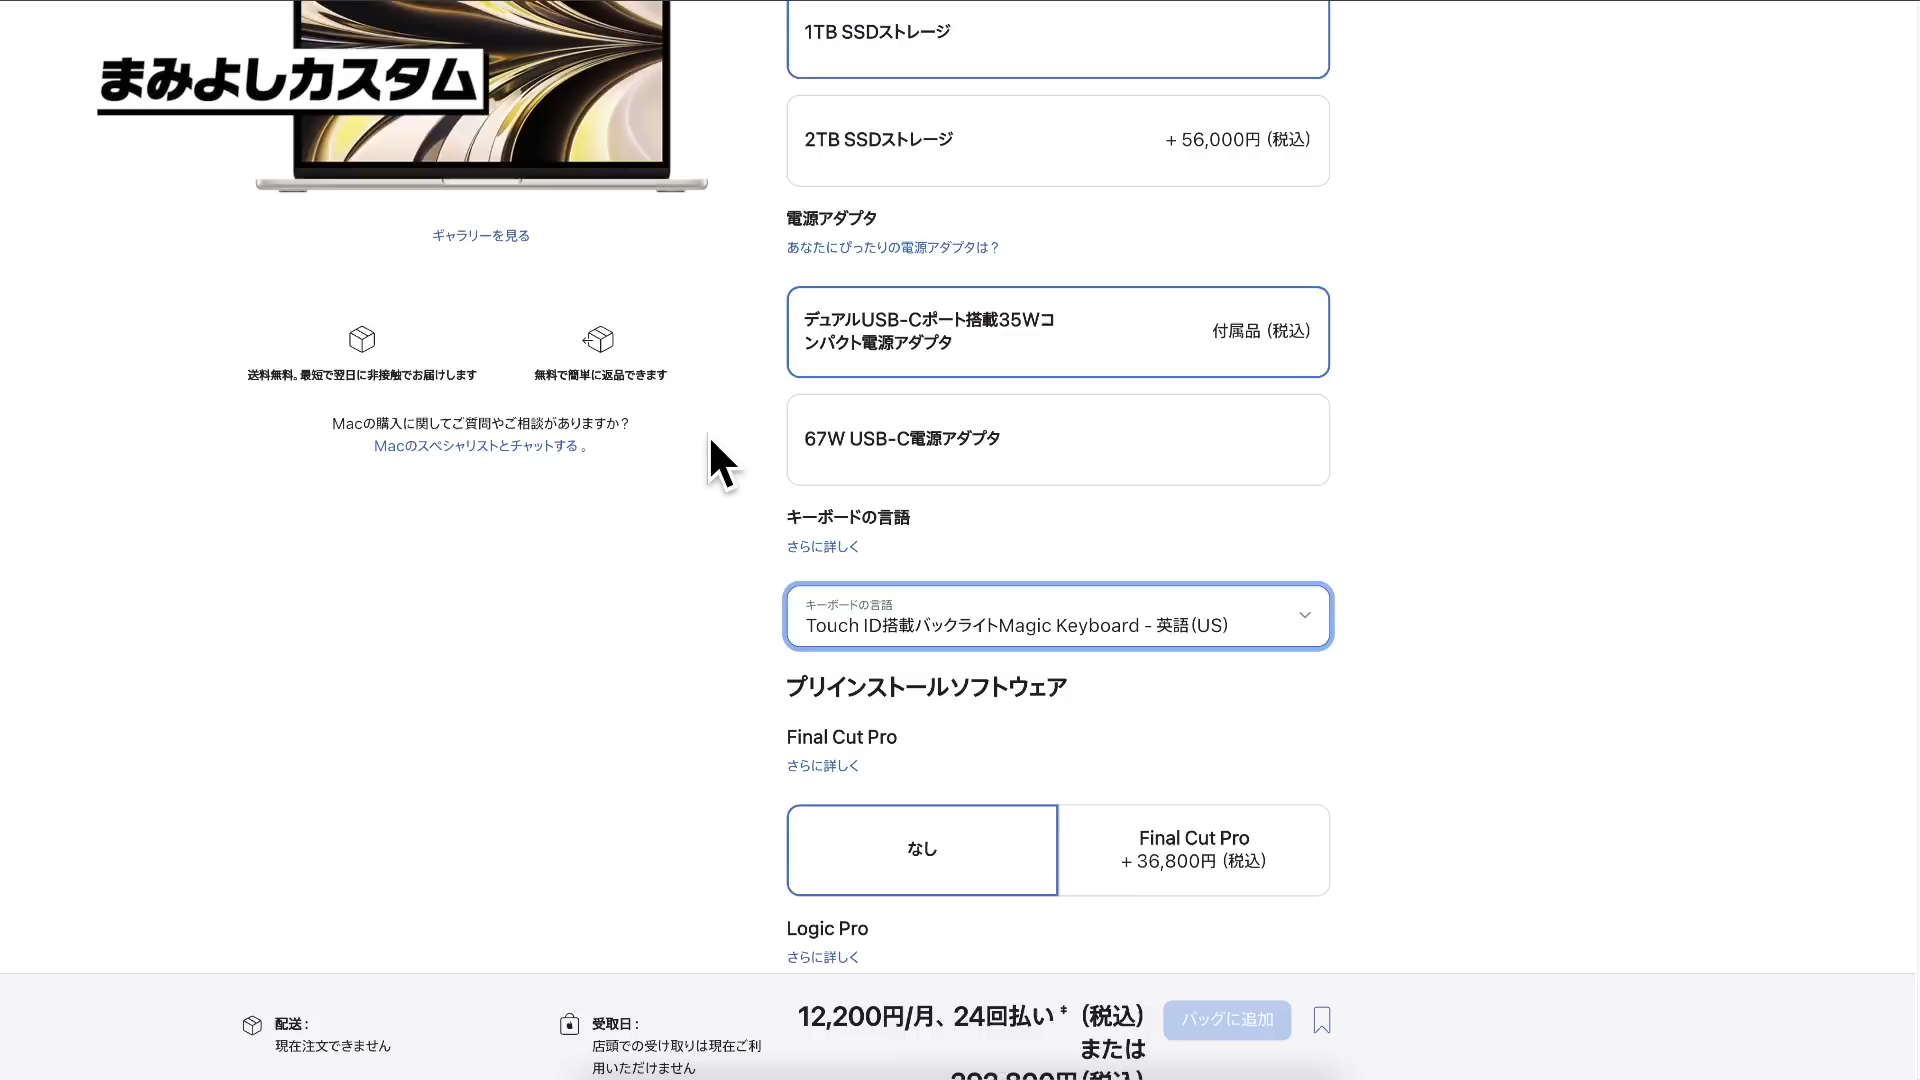 まみよしカスタム
ギャラリーを見る
送料無料。最短で翌日に非接触でお届けします
無料で簡単に返品できます
Macの購入に関してご質問やご相談がありますか？
Macのスペシャリストとチャットする 。
1TB SSDストレージ
2TB SSDストレージ
+ 56,000円 (税込)
電源アダプタ
あなたにぴったりの電源アダプタは？
デュアルUSB-Cポート搭載35Wコ
ンパクト電源アダプタ
付属品 (税込)
67W USB-C電源アダプタ
キーボードの言語
さらに詳しく
キーボードの言語
Touch ID搭載バックライトMagic Keyboard - 英語(US)
プリインストールソフトウェア
Final Cut Pro
さらに詳しく
なし
Final Cut Pro
+ 36,800円 (税込)
Logic Pro
さらに詳しく
配送 :
現在注文できません
受取日 :
店頭での受け取りは現在ご利
用いただけません
12,200円/月、24回払い ‡ (税込)
または
バッグに追加